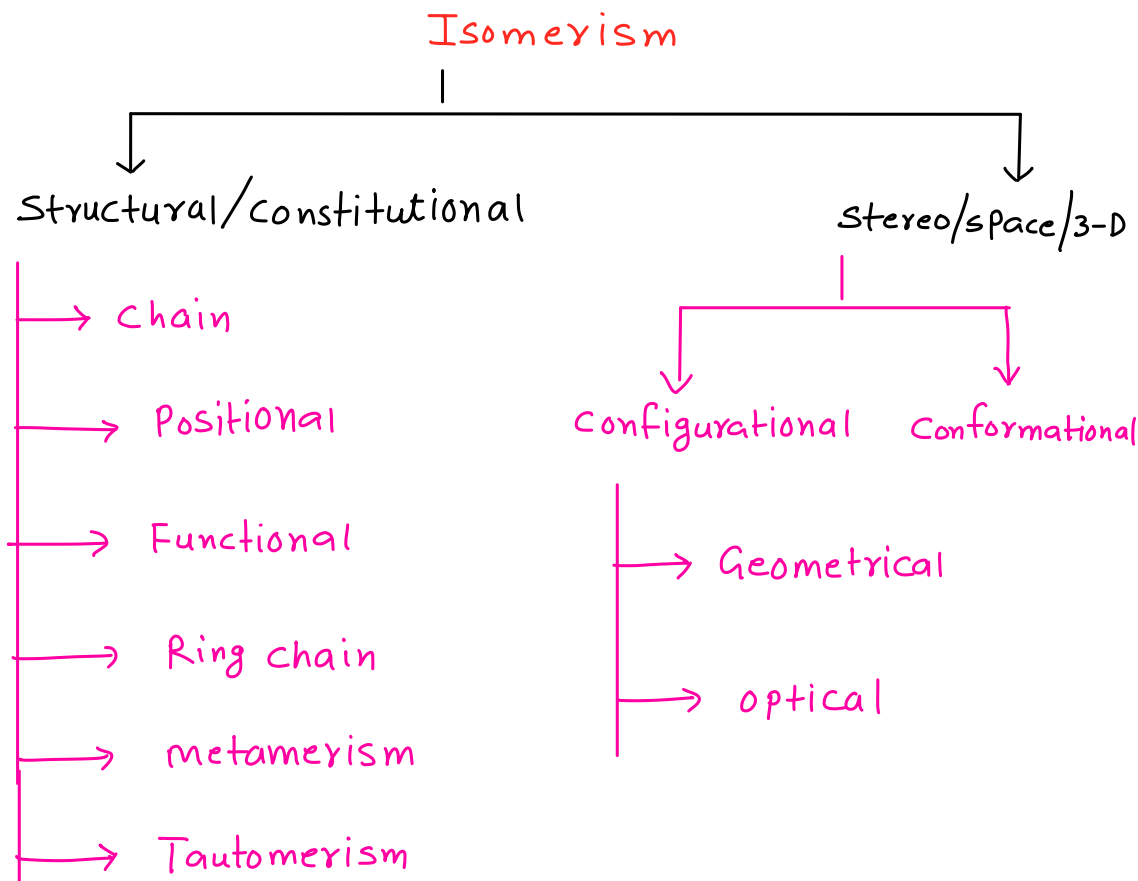 Isomerism
Structural/constitutional
Stereo/space/3-D
Chain
Positional
Functional
Ring chain
metamerism
Tautomerism
Configurational
Conformational
Geometrical
optical